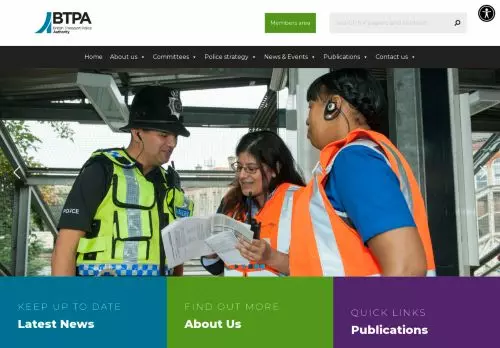 BTPA
British Transport Police
Authority
Members area
Search for papers and content
Home
About us
Committees
Police strategy
News & Events
Publications
Contact us
POLICE
KEEP UP TO DATE
Latest News
FIND OUT MORE
About Us
QUICK LINKS
Publications